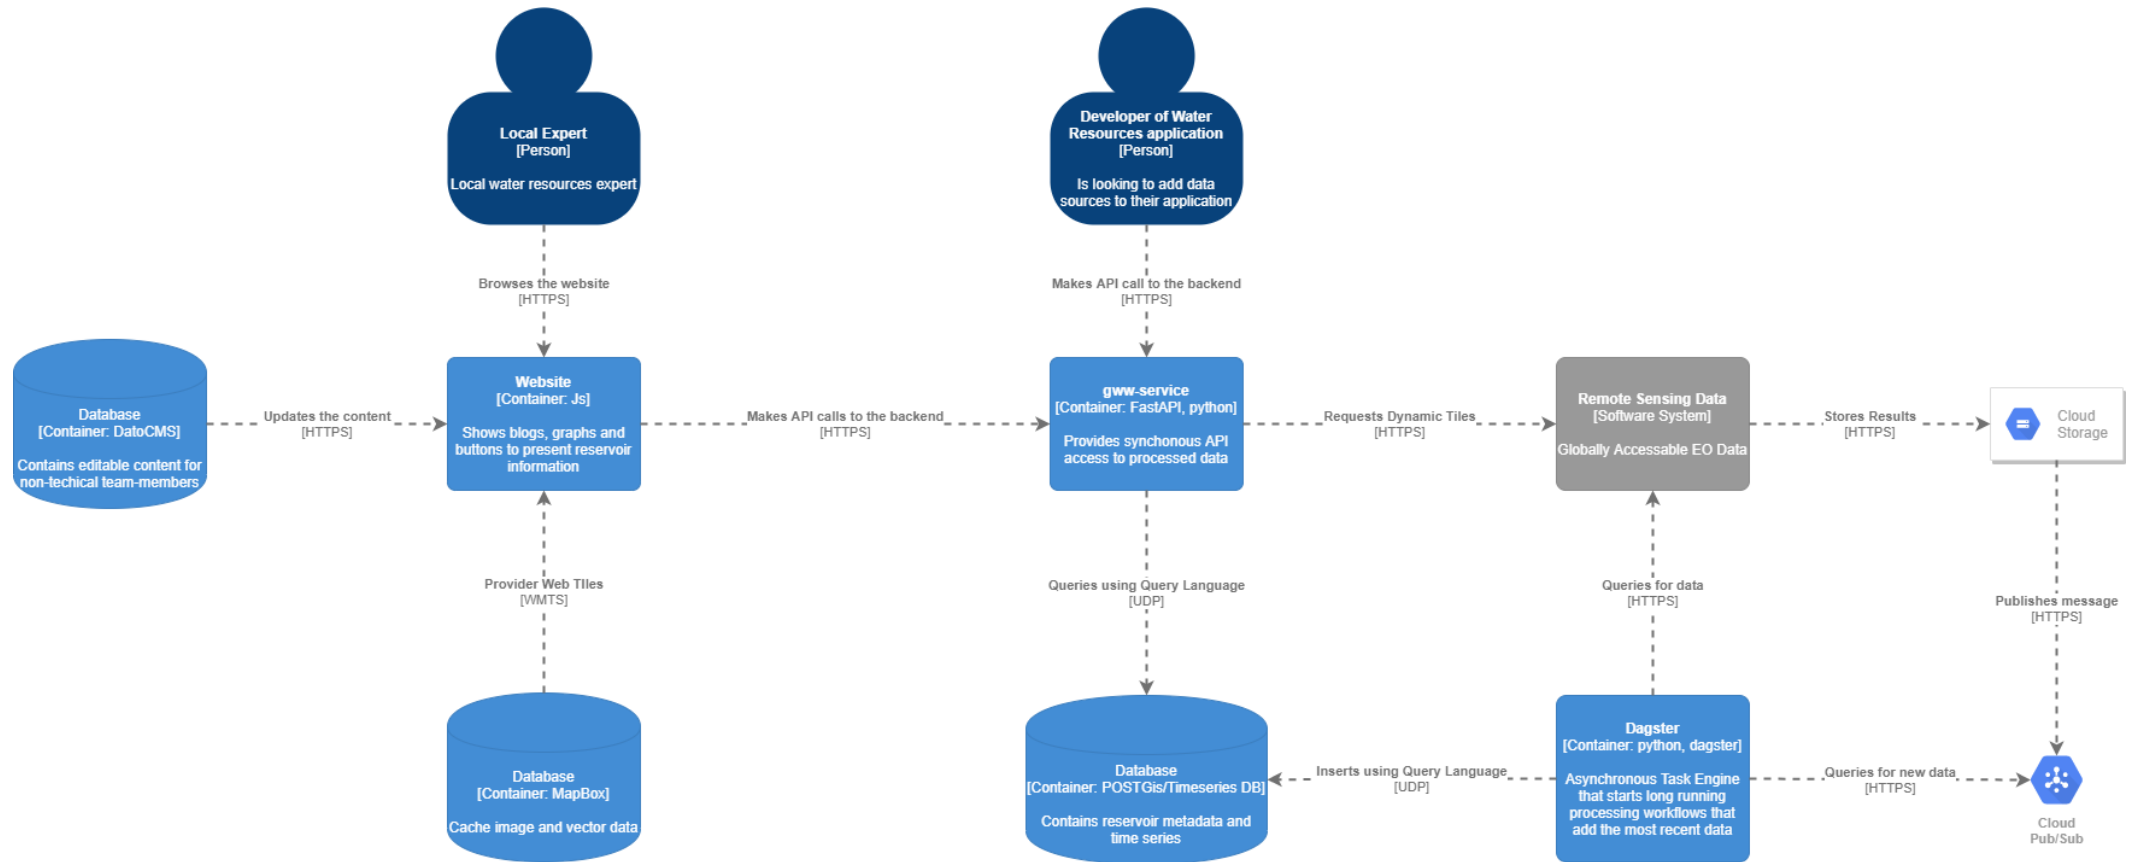 Local Expert
[Person]
Local water resources expert
Developer of Water
Resources application
[Person]
Is looking to add data
sources to their application
Browses the website
[HTTPS]
Makes API call to the backend
[HTTPS]
Database
[Container: DatoCMS]
Contains editable content for
non-techical team-members
Updates the content
[HTTPS]
Website
[Container: Js]
Shows blogs, graphs and
buttons to present reservoir
information
Makes API calls to the backend
[HTTPS]
gww-service
[Container: FastAPI, python]
Provides synchonous API
access to processed data
Requests Dynamic Tiles
[HTTPS]
Remote Sensing Data
[Software System]
Globally Accessable EO Data
Stores Results
[HTTPS]
Cloud
Storage
Provider Web TIles
[WMTS]
Queries using Query Language
[UDP]
Queries for data
[HTTPS]
Publishes message
[HTTPS]
Database
[Container: MapBox]
Cache image and vector data
Database
[Container: POSTGis/Timeseries DB]
Contains reservoir metadata and
time series
Inserts using Query Language
[UDP]
Dagster
[Container: python, dagster]
Asynchronous Task Engine
that starts long running
processing workflows that
add the most recent data
Queries for new data
[HTTPS]
Cloud
Pub/Sub